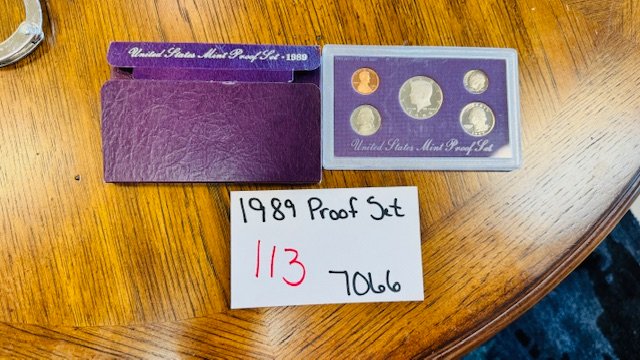 United States Mint Proof Set - 1989
United States Mint Proof Set
1989 Proof Set
113
7066